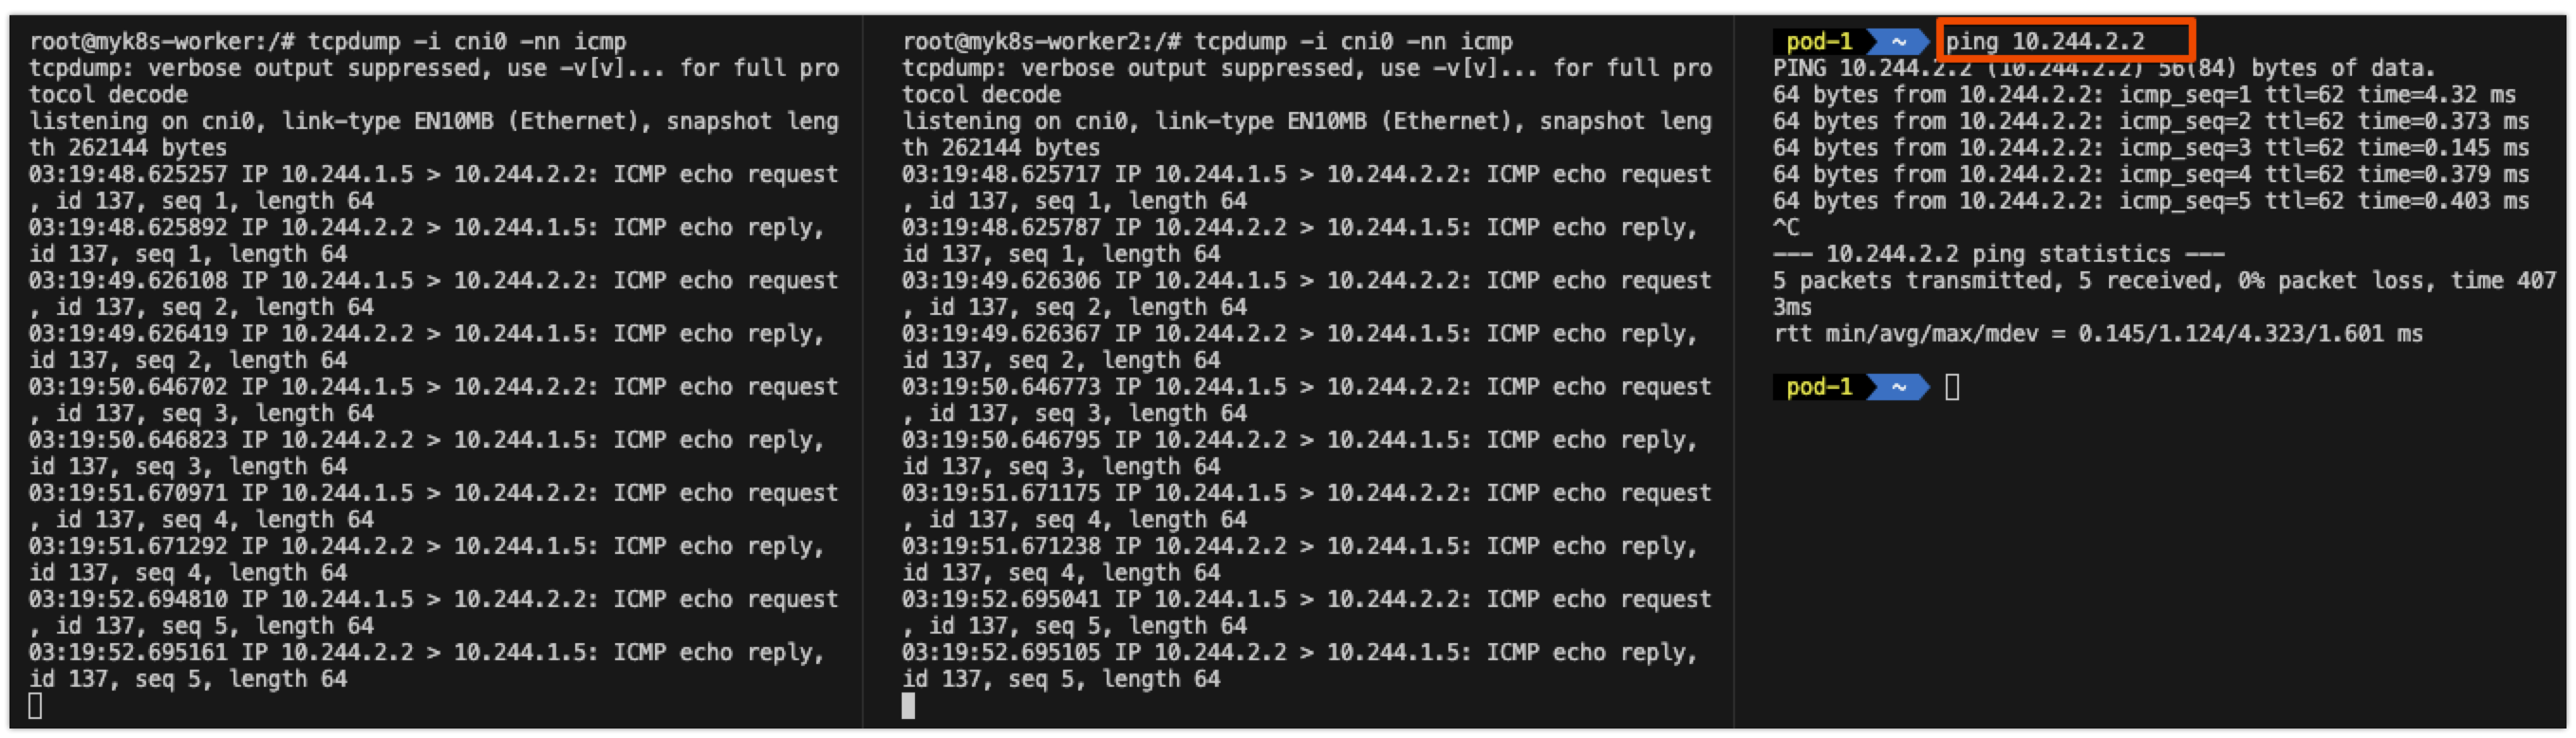 root@myk8s-worker:/# tcpdump -i cni0 -nn icmp
tcpdump: verbose output suppressed, use -v[v]... for full pro
tocol decode
listening on cni0, link-type EN10MB (Ethernet), snapshot leng
th 262144 bytes
03:19:48.625257 IP 10.244.1.5 > 10.244.2.2: ICMP echo request
, id 137, seq 1, length 64
03:19:48.625892 IP 10.244.2.2 > 10.244.1.5: ICMP echo reply,
id 137, seq 1, length 64
03:19:49.626108 IP 10.244.1.5 > 10.244.2.2: ICMP echo request
, id 137, seq 2, length 64
03:19:49.626419 IP 10.244.2.2 > 10.244.1.5: ICMP echo reply,
id 137, seq 2, length 64
03:19:50.646702 IP 10.244.1.5 > 10.244.2.2: ICMP echo request
, id 137, seq 3, length 64
03:19:50.646823 IP 10.244.2.2 > 10.244.1.5: ICMP echo reply,
id 137, seq 3, length 64
03:19:51.670971 IP 10.244.1.5 > 10.244.2.2: ICMP echo request
, id 137, seq 4, length 64
03:19:51.671292 IP 10.244.2.2 > 10.244.1.5: ICMP echo reply,
id 137, seq 4, length 64
03:19:52.694810 IP 10.244.1.5 > 10.244.2.2: ICMP echo request
, id 137, seq 5, length 64
03:19:52.695161 IP 10.244.2.2 > 10.244.1.5: ICMP echo reply,
id 137, seq 5, length 64
root@myk8s-worker2:/# tcpdump -i cni0 -nn icmp
tcpdump: verbose output suppressed, use -v[v]... for full pro
tocol decode
listening on cni0, link-type EN10MB (Ethernet), snapshot leng
th 262144 bytes
03:19:48.625717 IP 10.244.1.5 > 10.244.2.2: ICMP echo request
, id 137, seq 1, length 64
03:19:48.625787 IP 10.244.2.2 > 10.244.1.5: ICMP echo reply,
id 137, seq 1, length 64
03:19:49.626306 IP 10.244.1.5 > 10.244.2.2: ICMP echo request
, id 137, seq 2, length 64
03:19:49.626367 IP 10.244.2.2 > 10.244.1.5: ICMP echo reply,
id 137, seq 2, length 64
03:19:50.646773 IP 10.244.1.5 > 10.244.2.2: ICMP echo request
, id 137, seq 3, length 64
03:19:50.646795 IP 10.244.2.2 > 10.244.1.5: ICMP echo reply,
id 137, seq 3, length 64
03:19:51.671175 IP 10.244.1.5 > 10.244.2.2: ICMP echo request
, id 137, seq 4, length 64
03:19:51.671238 IP 10.244.2.2 > 10.244.1.5: ICMP echo reply,
id 137, seq 4, length 64
03:19:52.695041 IP 10.244.1.5 > 10.244.2.2: ICMP echo request
, id 137, seq 5, length 64
03:19:52.695105 IP 10.244.2.2 > 10.244.1.5: ICMP echo reply,
id 137, seq 5, length 64
pod-1 ~ ping 10.244.2.2
PING 10.244.2.2 (10.244.2.2) 56(84) bytes of data.
64 bytes from 10.244.2.2: icmp_seq=1 ttl=62 time=4.32 ms
64 bytes from 10.244.2.2: icmp_seq=2 ttl=62 time=0.373 ms
64 bytes from 10.244.2.2: icmp_seq=3 ttl=62 time=0.145 ms
64 bytes from 10.244.2.2: icmp_seq=4 ttl=62 time=0.379 ms
64 bytes from 10.244.2.2: icmp_seq=5 ttl=62 time=0.403 ms
^C
--- 10.244.2.2 ping statistics ---
5 packets transmitted, 5 received, 0% packet loss, time 407
3ms
rtt min/avg/max/mdev = 0.145/1.124/4.323/1.601 ms
pod-1 ~